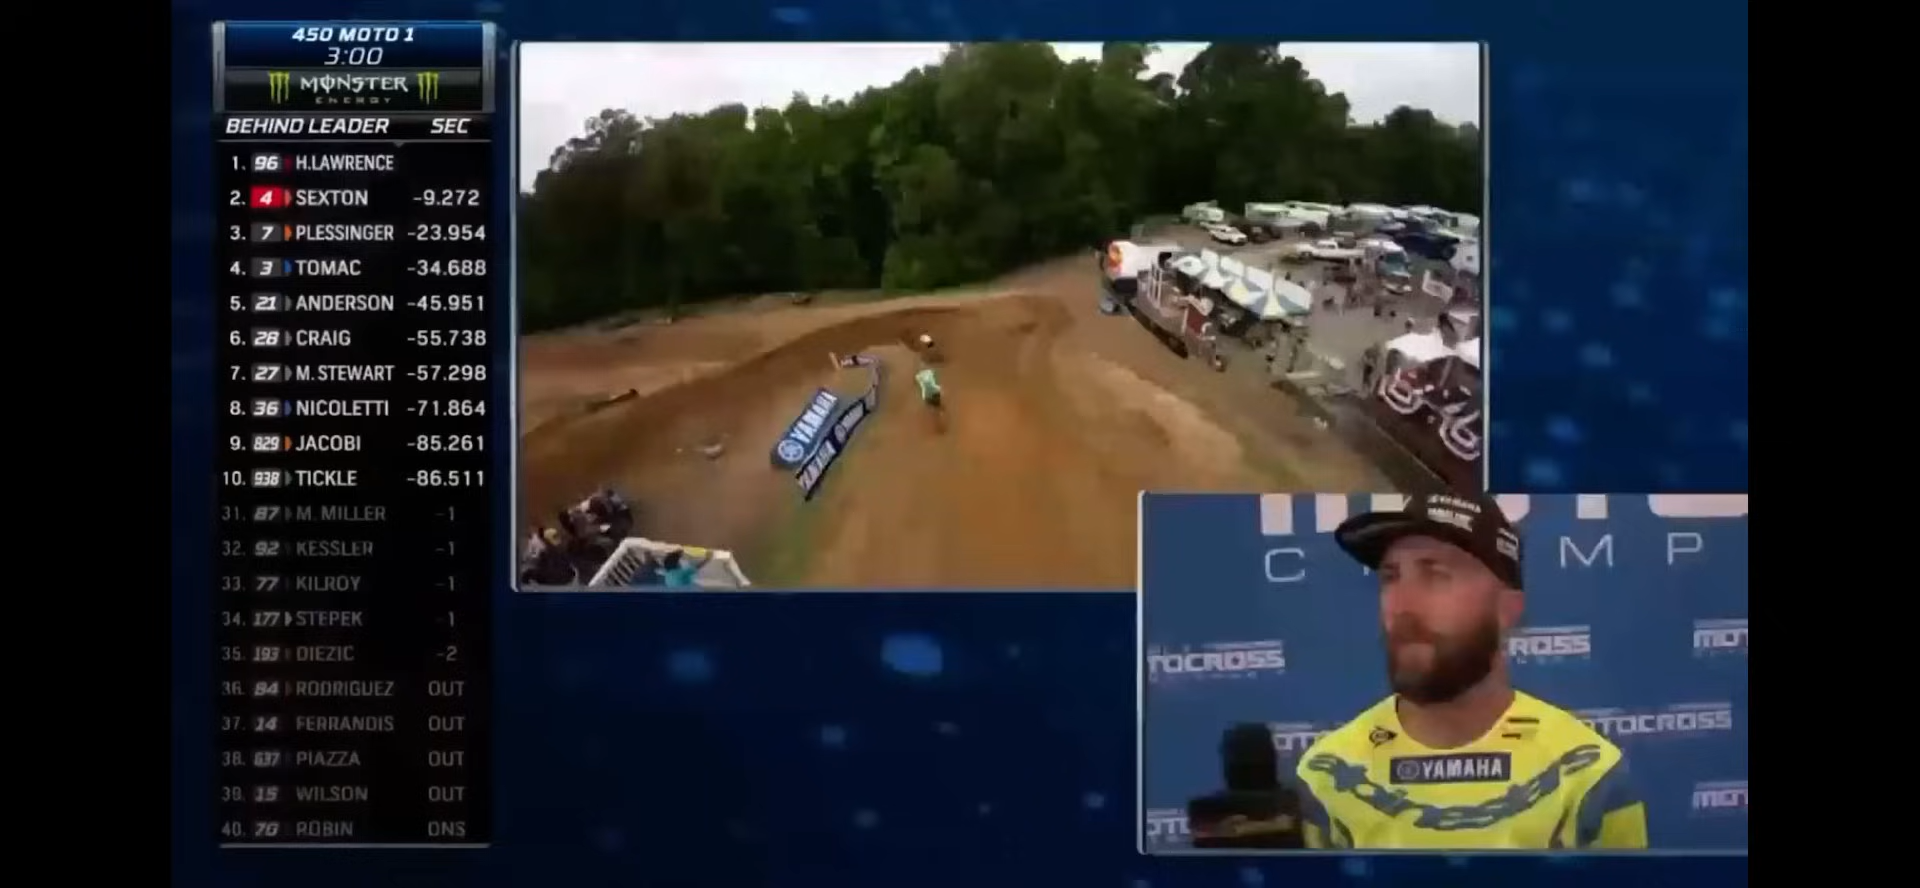 450 MOTO 1
3:00
MONSTER
ENERGY
BEHIND LEADER SEC
1. 96 H.LAWRENCE
2. 4 SEXTON -9.272
3. 7 PLESSINGER -23.954
4. 3 TOMAC -34.688
5. 21 ANDERSON -45.951
6. 28 CRAIG -55.738
7. 27 M.STEWART -57.298
8. 36 NICOLETTI -71.864
9. 829 JACOBI -85.261
10. 938 TICKLE -86.511
31. 87 M. MILLER -1
32. 92 KESSLER -1
33. 77 KILROY -1
34. 177 STEPEK -1
35. 193 DIEZIC -2
36. 94 RODRIGUEZ OUT
37. 14 FERRANDIS OUT
38. 637 PIAZZA OUT
39. 15 WILSON OUT
40. 70 ROBIN DNS
YAMAHA
YAMAHA
C MP
TOCROSS
ROSS
MOT
OTOCROSS
MOT
YAMAHA